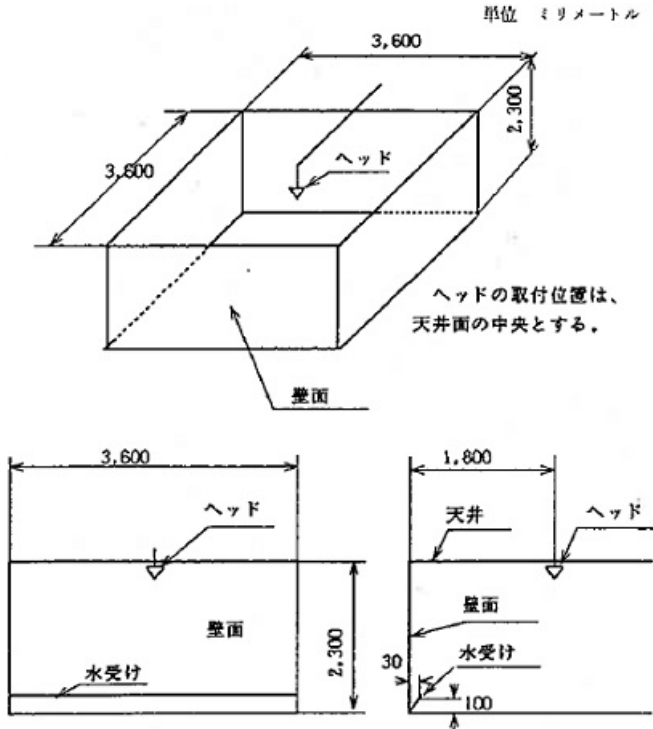 単位 ミリメートル
3,600
2,300
3,600
ヘッド
ヘッドの取付位置は、
天井面の中央とする。
壁面
3,600
1,800
ヘッド
天井
ヘッド
壁面
2,300
壁面
水受け
30
水受け
100